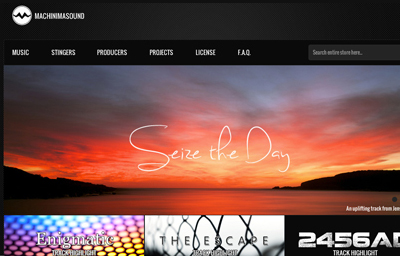 MACHINIMASOUND
MUSIC STINGERS PRODUCERS PROJECTS LICENSE F.A.Q.
Search entire store here...
Seize the Day
An uplifting track from
Enigmatic THE ESCAPE 2456AD
TRACK HIGHLIGHT TRACK HIGHLIGHT TRACK HIGHLIGHT